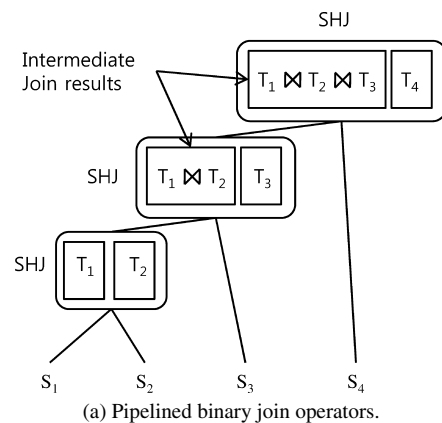 SHJ
Intermediate
Join results
T₁ ⋈ T₂ ⋈ T₃ T₄
SHJ
T₁ ⋈ T₂ T₃
SHJ
T₁ T₂
S₁ S₂ S₃ S₄
(a) Pipelined binary join operators.